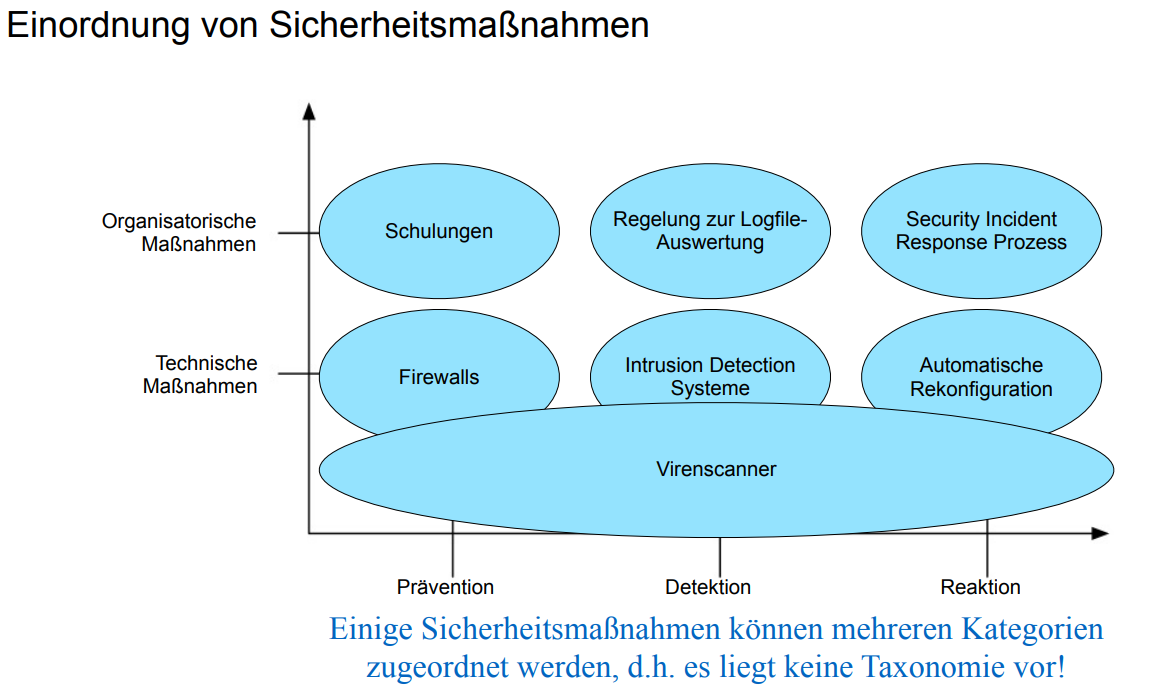 Einordnung von Sicherheitsmaßnahmen
Organisatorische
Maßnahmen
Schulungen
Regelung zur Logfile-
Auswertung
Security Incident
Response Prozess
Technische
Maßnahmen
Firewalls
Intrusion Detection
Systeme
Automatische
Rekonfiguration
Virenscanner
Prävention
Detektion
Reaktion
Einige Sicherheitsmaßnahmen können mehreren Kategorien
zugeordnet werden, d.h. es liegt keine Taxonomie vor!